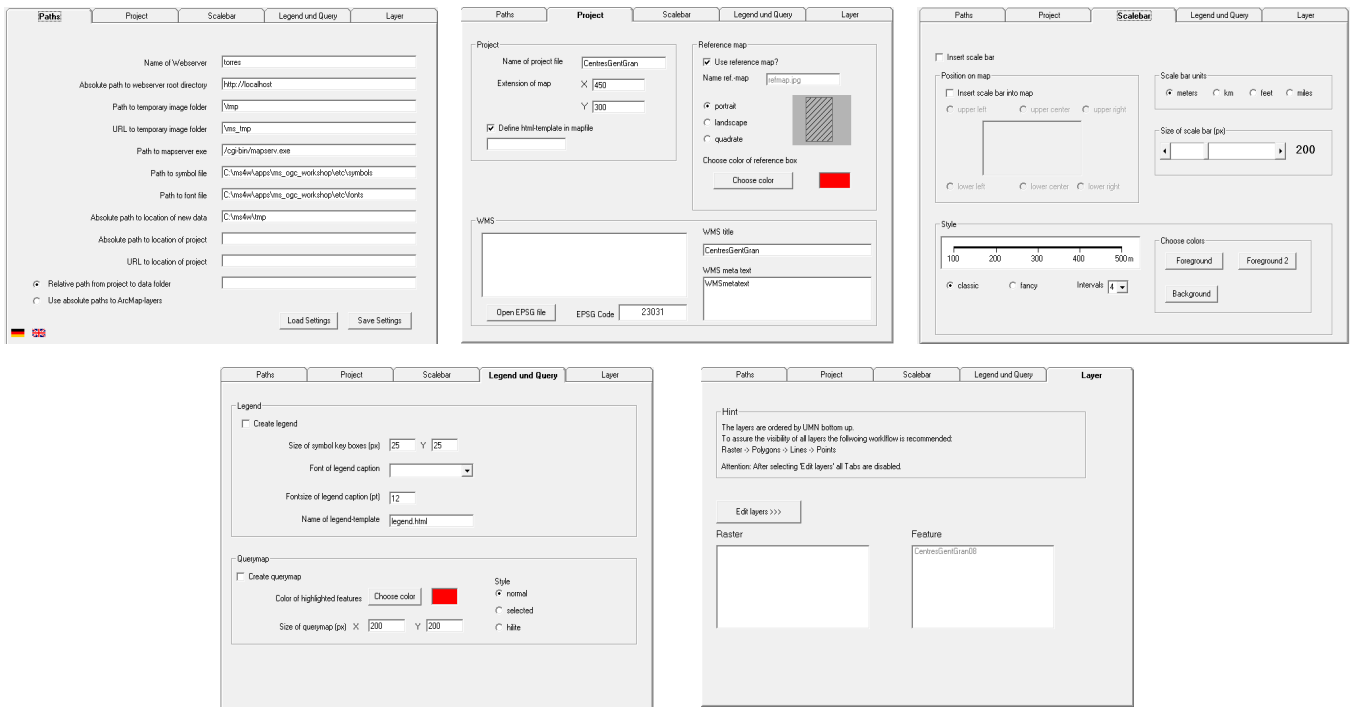 Paths Project Scalebar Legend und Query Layer
Name of Webserver torres
Absolute path to webserver root directory http://localhost
Path to temporary image folder \tmp
URL to temporary image folder \ms_tmp
Path to mapserver exe /cgi-bin/mapserv.exe
Path to symbol file C:\ms4w\apps\ms_ogc_workshop\etc\symbols
Path to font file C:\ms4w\apps\ms_ogc_workshop\etc\fonts
Absolute path to location of new data C:\ms4w\tmp
Absolute path to location of project
URL to location of project
Relative path from project to data folder
Use absolute paths to ArcMap-layers
Load Settings Save Settings
Paths Project Scalebar Legend und Query Layer
Project
Name of project file CentresGentGran
Extension of map X 450
Y 300
Define html-template in mapfile
Reference map
Use reference map?
Name ref.-map refmap.jpg
portrait
landscape
quadrate
Choose color of reference box
Choose color
WMS
Open EPSG file EPSG Code 23031
WMS title
CentresGentGran
WMS meta text
WMSmetatext
Paths Project Scalebar Legend und Query Layer
Insert scale bar
Position on map
Insert scale bar into map
upper left upper center upper right
lower left lower center lower right
Scale bar units
meters km feet miles
Size of scale bar (px)
200
Style
100 200 300 400 500 m
classic fancy Intervals 4
Choose colors
Foreground Foreground 2
Background
Paths Project Scalebar Legend und Query Layer
Legend
Create legend
Size of symbol key boxes (px) 25 Y 25
Font of legend caption
Fontsize of legend caption (pt) 12
Name of legend-template legend.html
Querymap
Create querymap
Color of highlighted features Choose color
Size of querymap (px) X 200 Y 200
Style
normal
selected
hilite
Paths Project Scalebar Legend und Query Layer
Hint
The layers are ordered by UMN bottom up.
To assure the visibility of all layers the follwoing worklflow is recommended:
Raster -> Polygons -> Lines -> Points
Attention: After selecting 'Edit layers' all Tabs are disabled.
Edit layers >>>
Raster Feature
CentresGentGran08